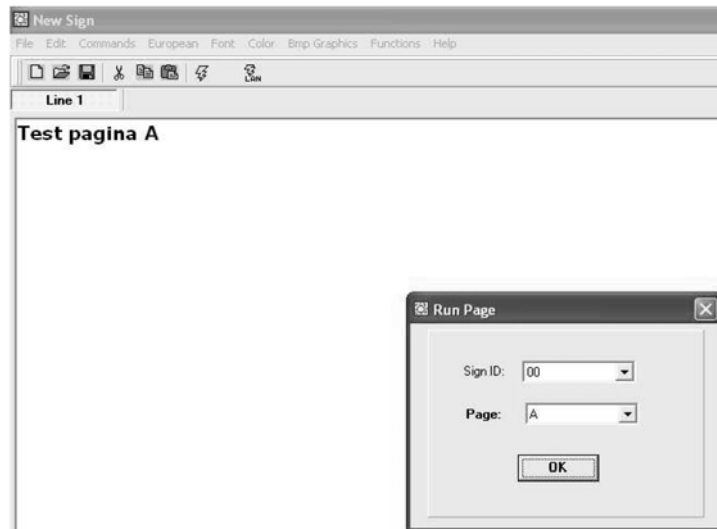 New Sign
File Edit Commands European Font Color Bmp Graphics Functions Help
LAN
Line 1
Test pagina A
Run Page
Sign ID: 00
Page: A
OK